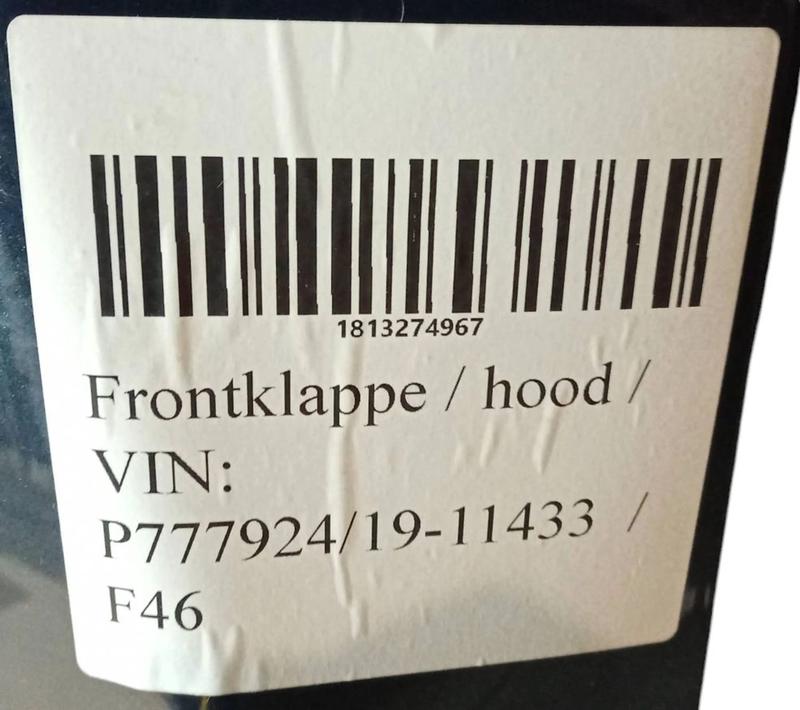 1813274967
Frontklappe / hood /
VIN:
P777924/19-11433 /
F46